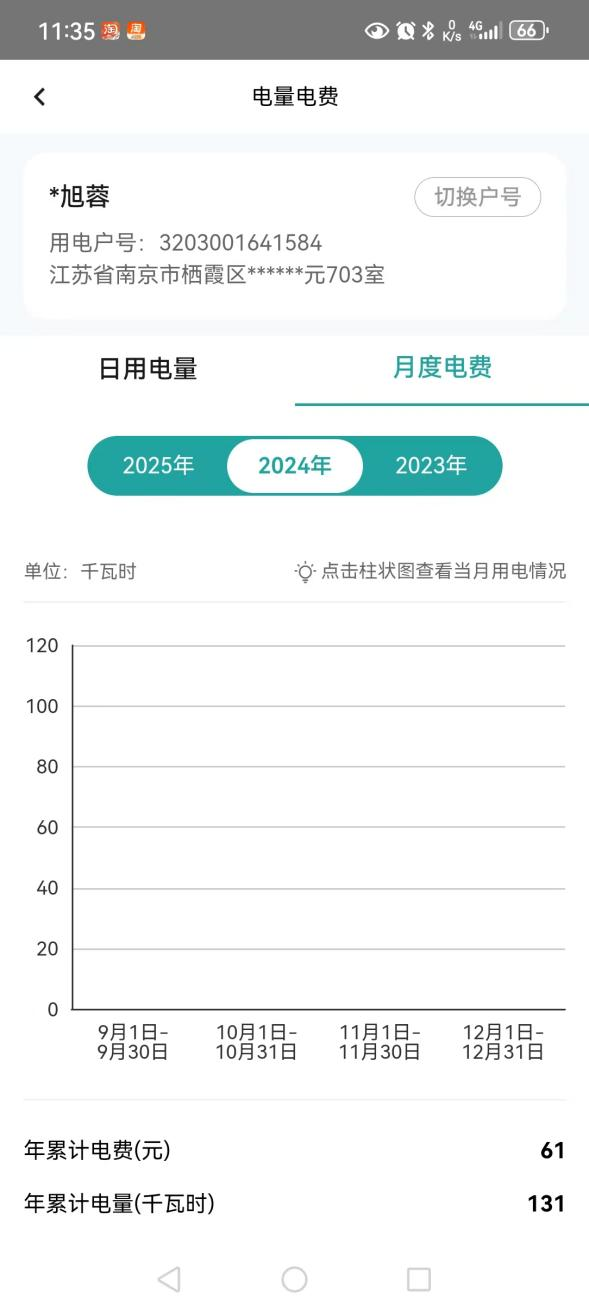 11:35 淘 淘 0 K/s 4G 66
电量电费
*旭蓉
切换户号
用电户号：3203001641584
江苏省南京市栖霞区******元703室
日用电量 月度电费
2025年 2024年 2023年
单位：千瓦时 点击柱状图查看当月用电情况
120
100
80
60
40
20
0
9月1日- 10月1日- 11月1日- 12月1日-
9月30日 10月31日 11月30日 12月31日
年累计电费(元) 61
年累计电量(千瓦时) 131